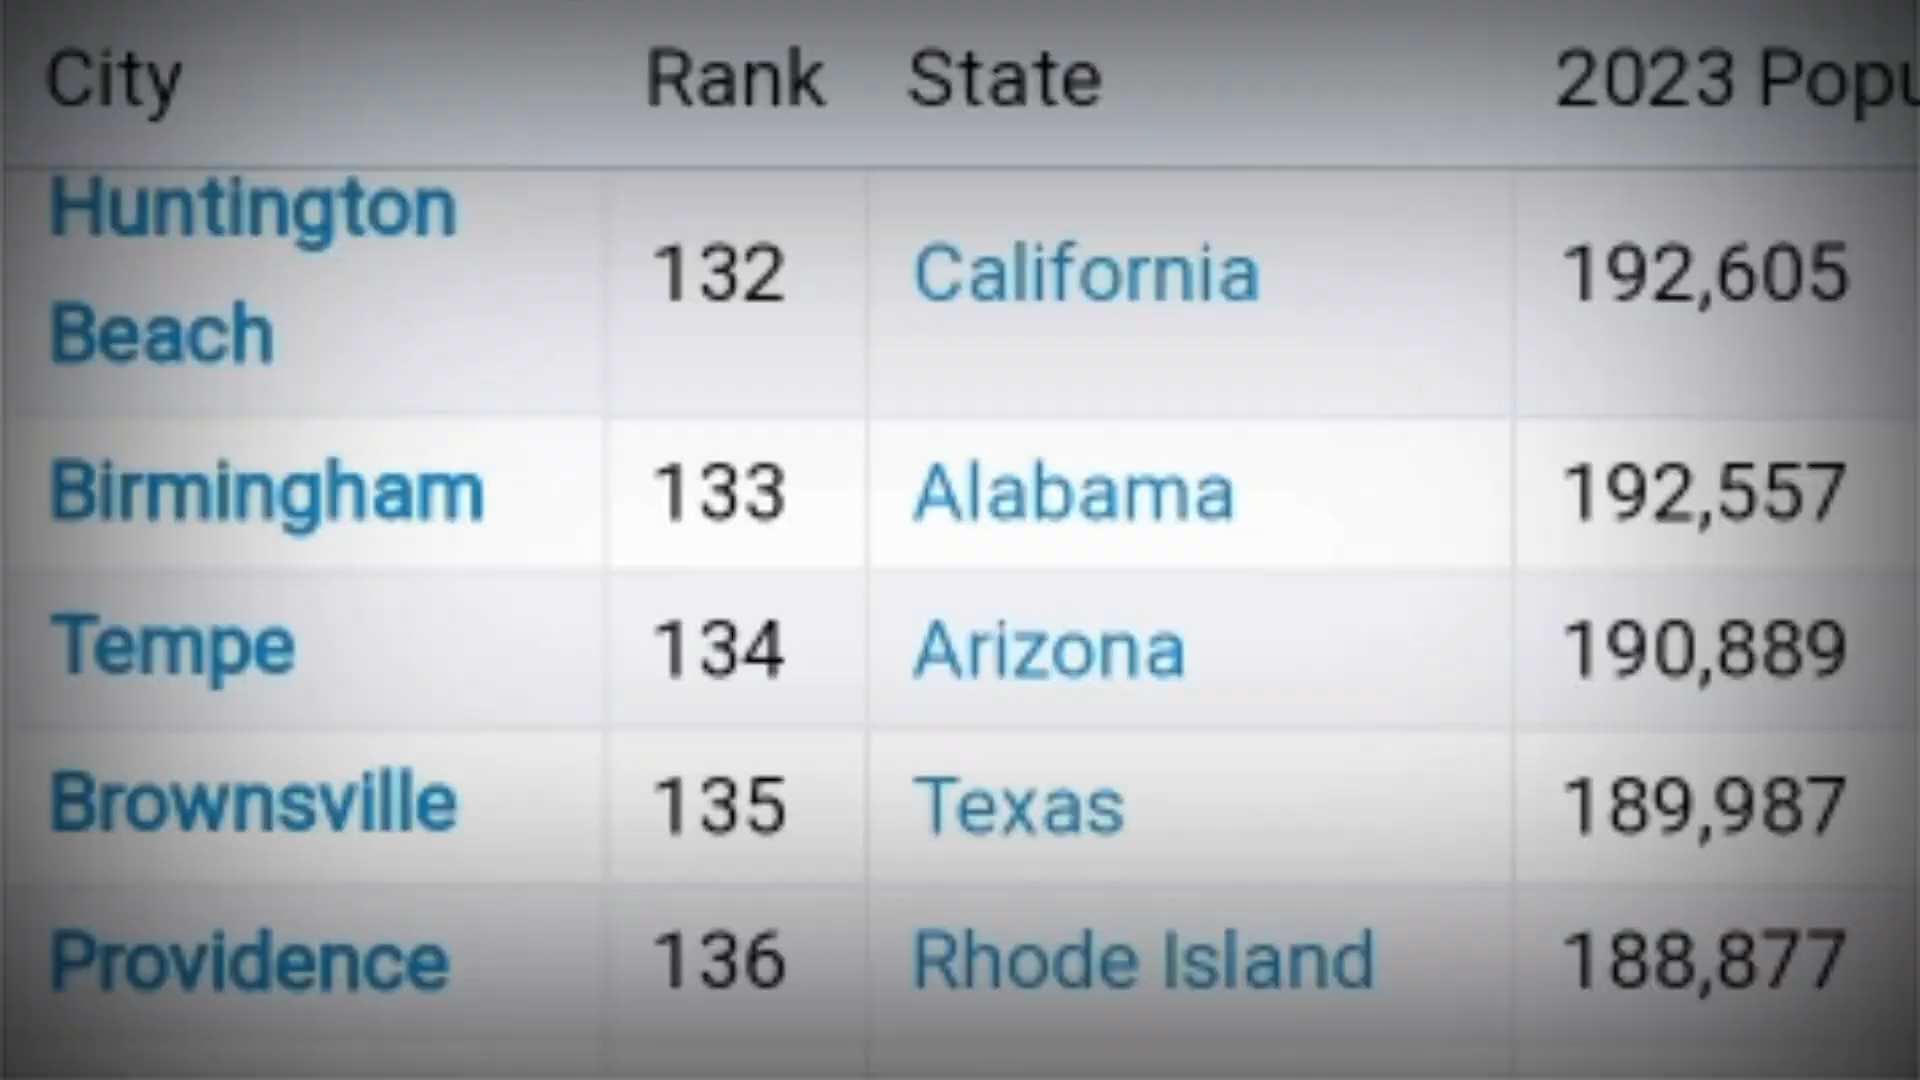 City Rank State 2023 Popu
Huntington
Beach
132 California 192,605
Birmingham 133 Alabama 192,557
Tempe 134 Arizona 190,889
Brownsville 135 Texas 189,987
Providence 136 Rhode Island 188,877